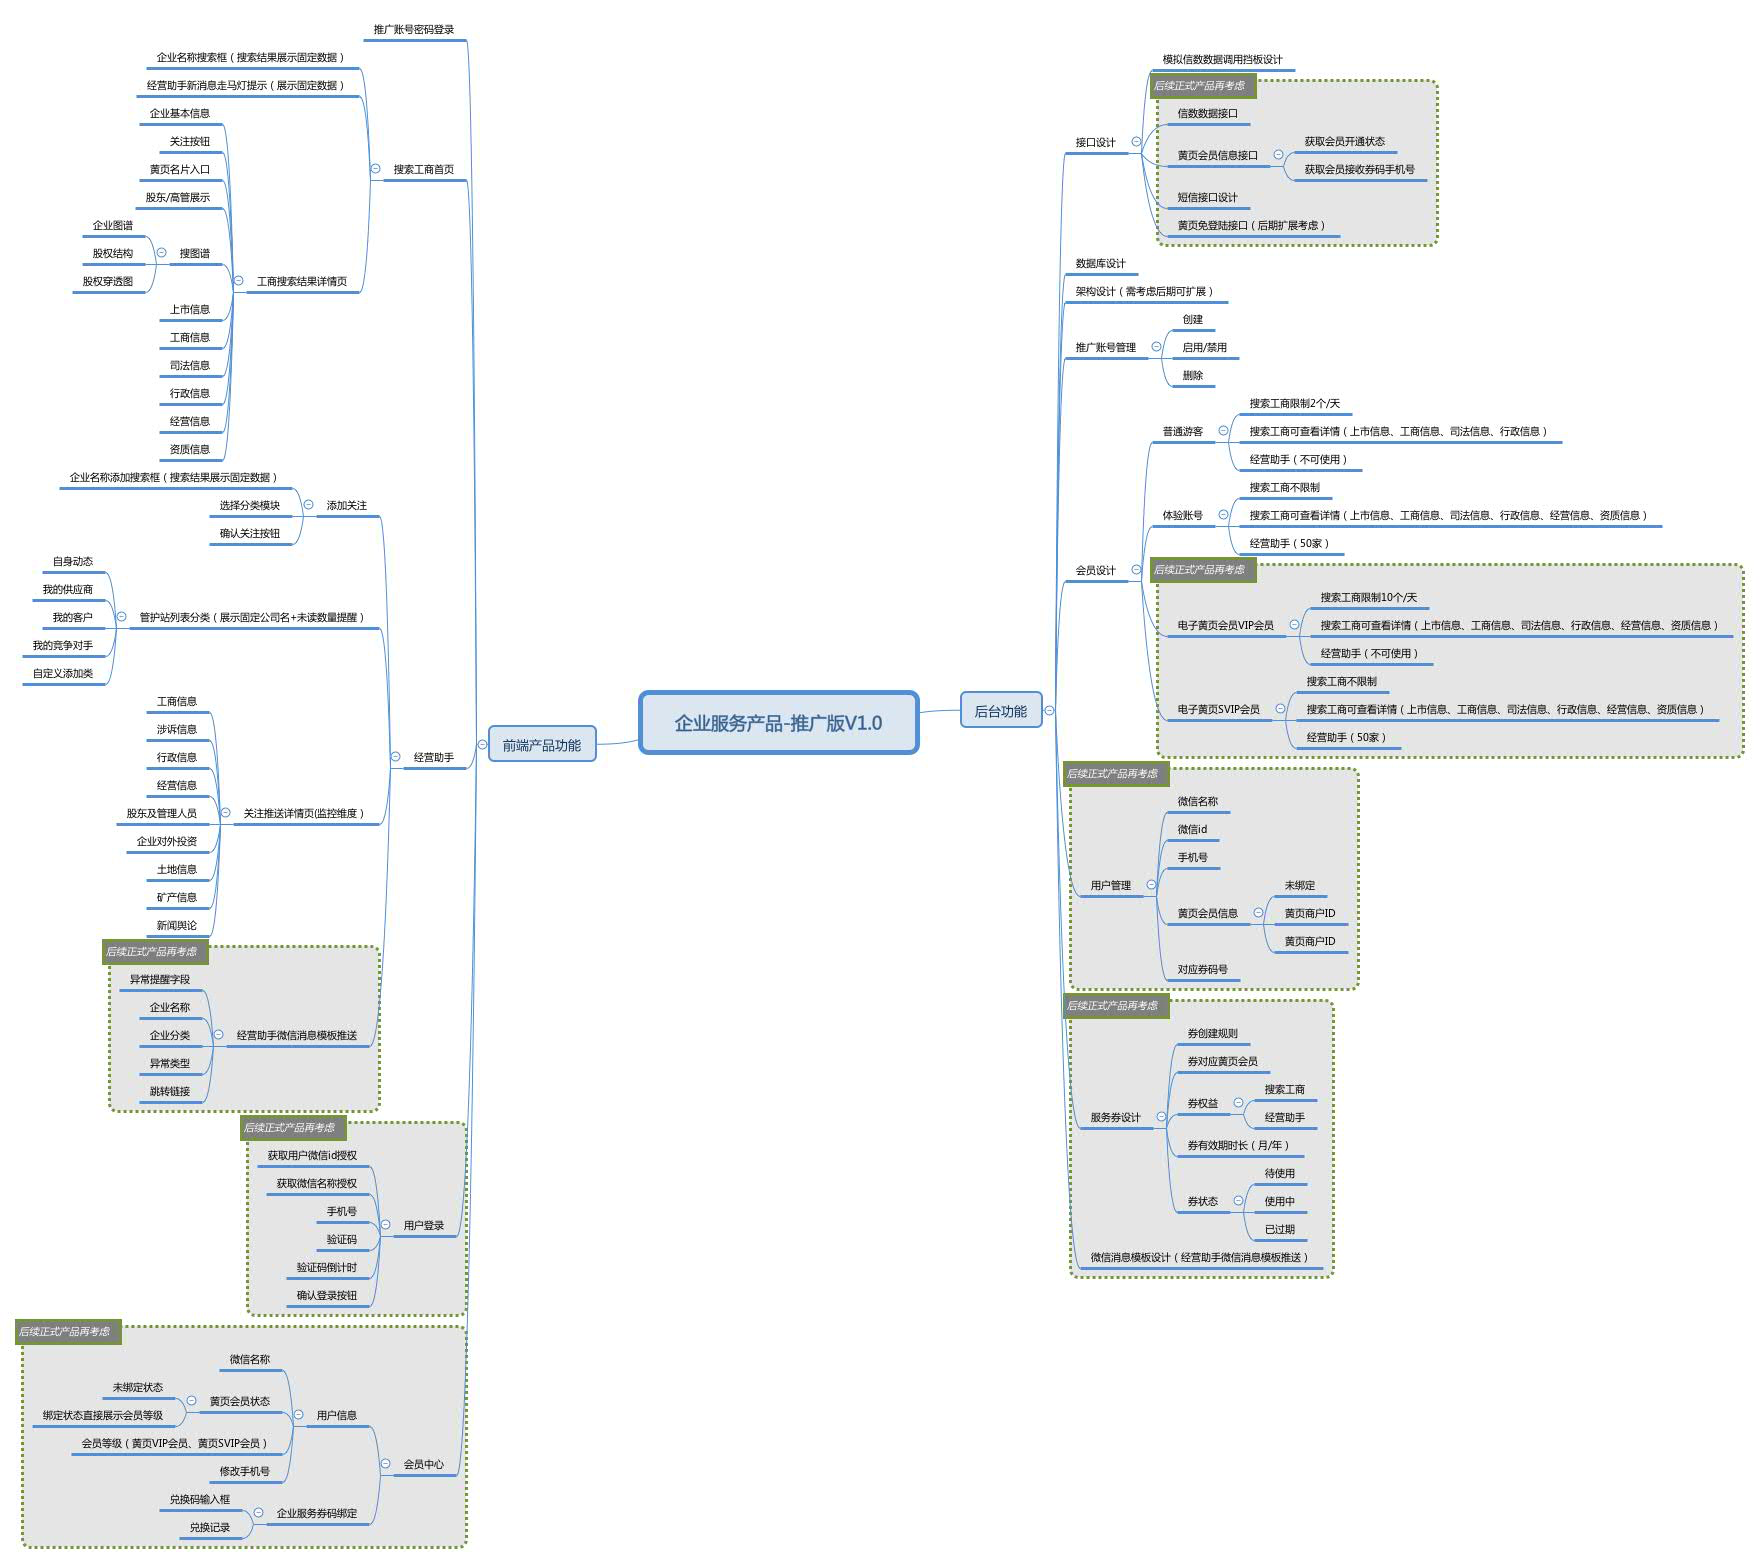 企业服务产品-推广版V1.0
前端产品功能
推广账号密码登录
搜索工商首页
企业名称搜索框（搜索结果展示固定数据）
经营助手新消息走马灯提示（展示固定数据）
工商搜索结果详情页
企业基本信息
关注按钮
黄页名片入口
股东/高管展示
搜图谱
企业图谱
股权结构
股权穿透图
上市信息
工商信息
司法信息
行政信息
经营信息
资质信息
经营助手
添加关注
企业名称添加搜索框（搜索结果展示固定数据）
选择分类模块
确认关注按钮
管护站列表分类（展示固定公司名+未读数量提醒）
自身动态
我的供应商
我的客户
我的竞争对手
自定义添加类
关注推送详情页(监控维度）
工商信息
涉诉信息
行政信息
经营信息
股东及管理人员
企业对外投资
土地信息
矿产信息
新闻舆论
后续正式产品再考虑
经营助手微信消息模板推送
异常提醒字段
企业名称
企业分类
异常类型
跳转链接
后续正式产品再考虑
用户登录
获取用户微信id授权
获取微信名称授权
手机号
验证码
验证码倒计时
确认登录按钮
后续正式产品再考虑
会员中心
用户信息
微信名称
黄页会员状态
未绑定状态
绑定状态直接展示会员等级
会员等级（黄页VIP会员、黄页SVIP会员）
修改手机号
企业服务券码绑定
兑换码输入框
兑换记录
后台功能
接口设计
模拟信数数据调用挡板设计
后续正式产品再考虑
信数数据接口
黄页会员信息接口
获取会员开通状态
获取会员接收券码手机号
短信接口设计
黄页免登陆接口（后期扩展考虑）
数据库设计
架构设计（需考虑后期可扩展）
推广账号管理
创建
启用/禁用
删除
会员设计
普通游客
搜索工商限制2个/天
搜索工商可查看详情（上市信息、工商信息、司法信息、行政信息）
经营助手（不可使用）
体验账号
搜索工商不限制
搜索工商可查看详情（上市信息、工商信息、司法信息、行政信息、经营信息、资质信息）
经营助手（50家）
后续正式产品再考虑
电子黄页会员VIP会员
搜索工商限制10个/天
搜索工商可查看详情（上市信息、工商信息、司法信息、行政信息、经营信息、资质信息）
经营助手（不可使用）
电子黄页SVIP会员
搜索工商不限制
搜索工商可查看详情（上市信息、工商信息、司法信息、行政信息、经营信息、资质信息）
经营助手（50家）
后续正式产品再考虑
用户管理
微信名称
微信id
手机号
黄页会员信息
未绑定
黄页商户ID
黄页商户ID
对应券码号
后续正式产品再考虑
服务券设计
券创建规则
券对应黄页会员
券权益
搜索工商
经营助手
券有效期时长（月/年）
券状态
待使用
使用中
已过期
微信消息模板设计（经营助手微信消息模板推送）